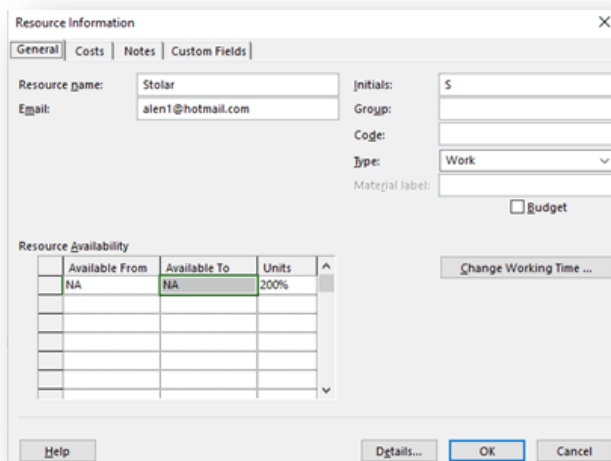 Resource Information
General Costs Notes Custom Fields
Resource name: Stolar Initials: S
Email: alen1@hotmail.com Group:
Code:
Type: Work
Material label:
Budget
Resource Availability
Available From Available To Units
NA NA 200%
Change Working Time ...
Help Details... OK Cancel